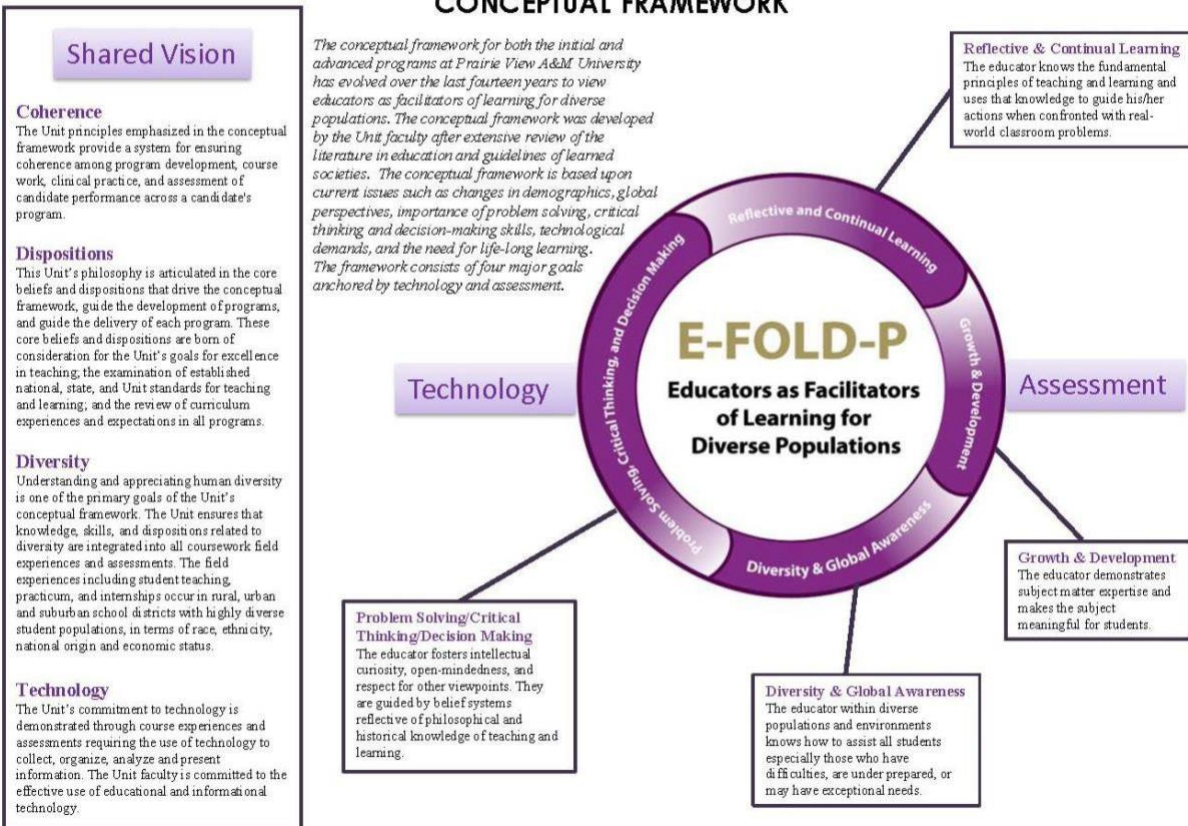 CONCEPTUAL FRAMEWORK
Shared Vision
Coherence
The Unit principles emphasized in the conceptual
framework provide a system for ensuring
coherence among program development, course
work, clinical practice, and assessment of
candidate performance across a candidate's
program.
Dispositions
This Unit's philosophy is articulated in the core
beliefs and dispositions that drive the conceptual
framework, guide the development of programs,
and guide the delivery of each program. These
core beliefs and dispositions are born of
consideration for the Unit's goals for excellence
in teaching; the examination of established
national, state, and Unit standards for teaching
and learning; and the review of curriculum
experiences and expectations in all programs.
Diversity
Understanding and appreciating human diversity
is one of the primary goals of the Unit's
conceptual framework. The Unit ensures that
knowledge, skills, and dispositions related to
diversity are integrated into all coursework field
experiences and assessments. The field
experiences including student teaching,
practicum, and internships occur in rural, urban
and suburban school districts with highly diverse
student populations, in terms of race, ethnicity,
national origin and economic status.
Technology
The Unit's commitment to technology is
demonstrated through course experiences and
assessments requiring the use of technology to
collect, organize, analyze and present
information. The Unit faculty is committed to the
effective use of educational and informational
technology.
The conceptual framework for both the initial and
advanced programs at Prairie View A&M University
has evolved over the last fourteen years to view
educators as facilitators of learning for diverse
populations. The conceptual framework was developed
by the Unit faculty after extensive review of the
literature in education and guidelines of learned
societies. The conceptual framework is based upon
current issues such as changes in demographics, global
perspectives, importance of problem solving, critical
thinking and decision-making skills, technological
demands, and the need for life-long learning.
The framework consists of four major goals
anchored by technology and assessment.
Reflective & Continual Learning
The educator knows the fundamental
principles of teaching and learning and
uses that knowledge to guide his/her
actions when confronted with real-
world classroom problems.
Reflective and Continual Learning
Growth & Development
Diversity & Global Awareness
Problem Solving, Critical Thinking, and Decision Making
E-FOLD-P
Educators as Facilitators
of Learning for
Diverse Populations
Technology
Assessment
Growth & Development
The educator demonstrates
subject matter expertise and
makes the subject
meaningful for students.
Problem Solving/Critical
Thinking/Decision Making
The educator fosters intellectual
curiosity, open-mindedness, and
respect for other viewpoints. They
are guided by belief systems
reflective of philosophical and
historical knowledge of teaching and
learning.
Diversity & Global Awareness
The educator within diverse
populations and environments
knows how to assist all students
especially those who have
difficulties, are under prepared, or
may have exceptional needs.